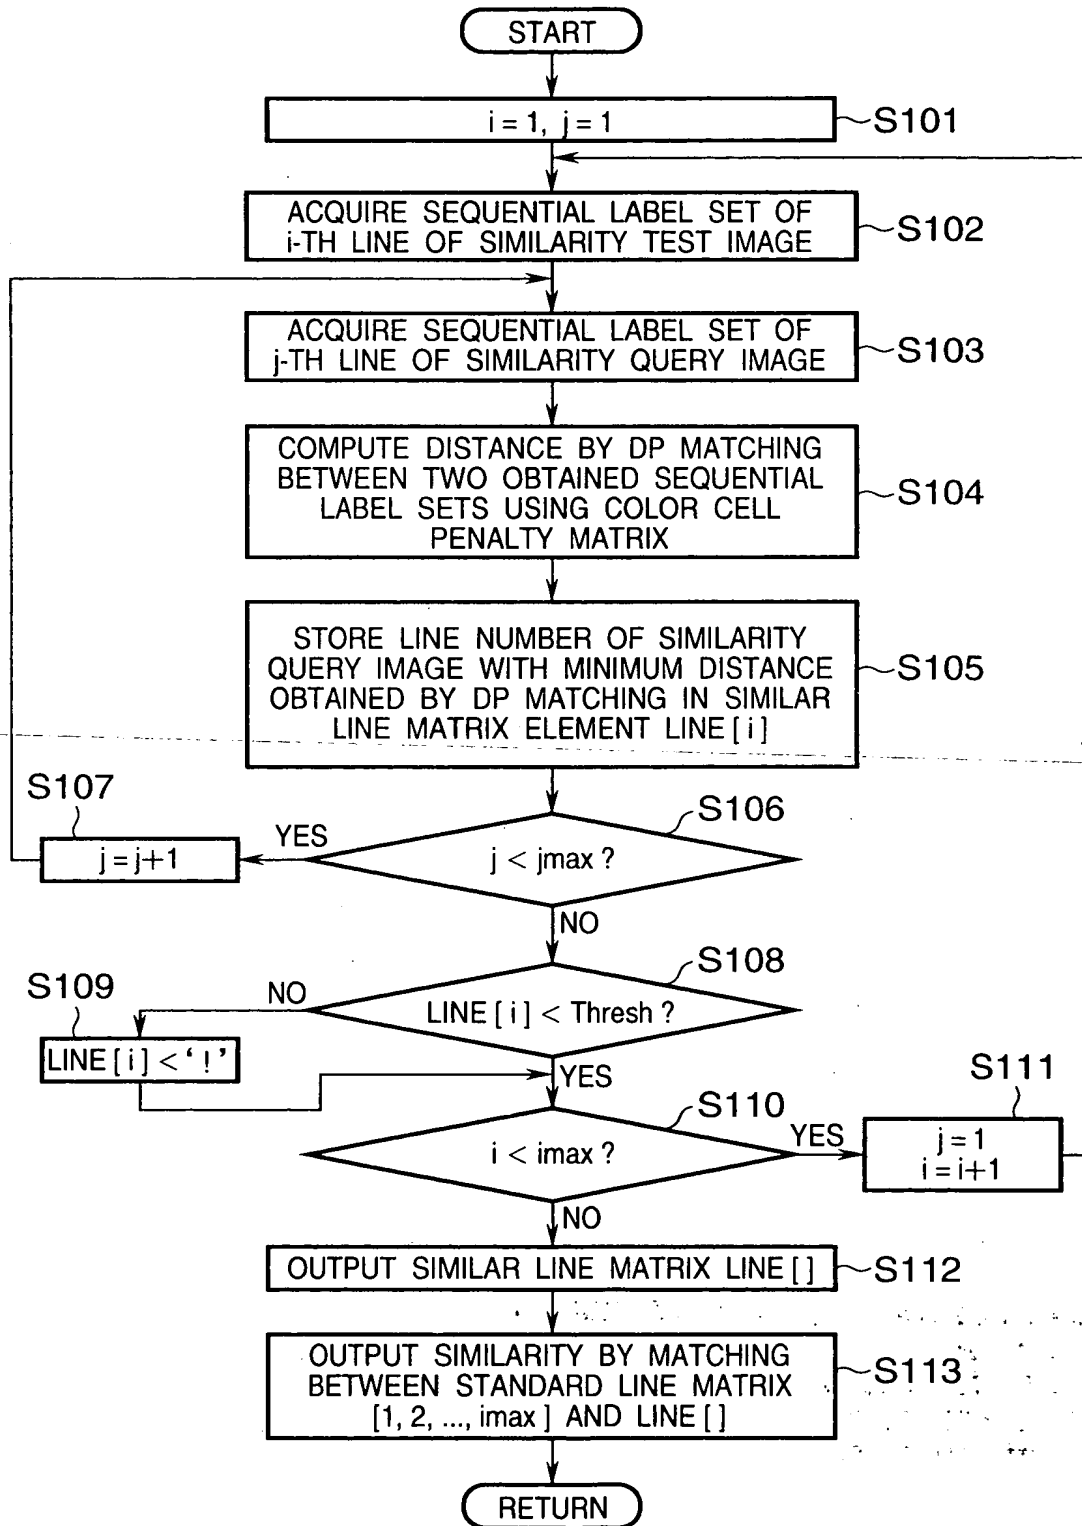 START
i = 1, j = 1
S101
ACQUIRE SEQUENTIAL LABEL SET OF
i-TH LINE OF SIMILARITY TEST IMAGE
S102
ACQUIRE SEQUENTIAL LABEL SET OF
j-TH LINE OF SIMILARITY QUERY IMAGE
S103
COMPUTE DISTANCE BY DP MATCHING
BETWEEN TWO OBTAINED SEQUENTIAL
LABEL SETS USING COLOR CELL
PENALTY MATRIX
S104
STORE LINE NUMBER OF SIMILARITY
QUERY IMAGE WITH MINIMUM DISTANCE
OBTAINED BY DP MATCHING IN SIMILAR
LINE MATRIX ELEMENT LINE [ i ]
S105
S106
j < jmax ?
YES
S107
j = j+1
NO
S108
LINE [ i ] < Thresh ?
NO
S109
LINE [ i ] < ' ! '
YES
S110
i < imax ?
YES
S111
j = 1
i = i+1
NO
OUTPUT SIMILAR LINE MATRIX LINE [ ]
S112
OUTPUT SIMILARITY BY MATCHING
BETWEEN STANDARD LINE MATRIX
[1, 2, ..., imax ] AND LINE [ ]
S113
RETURN